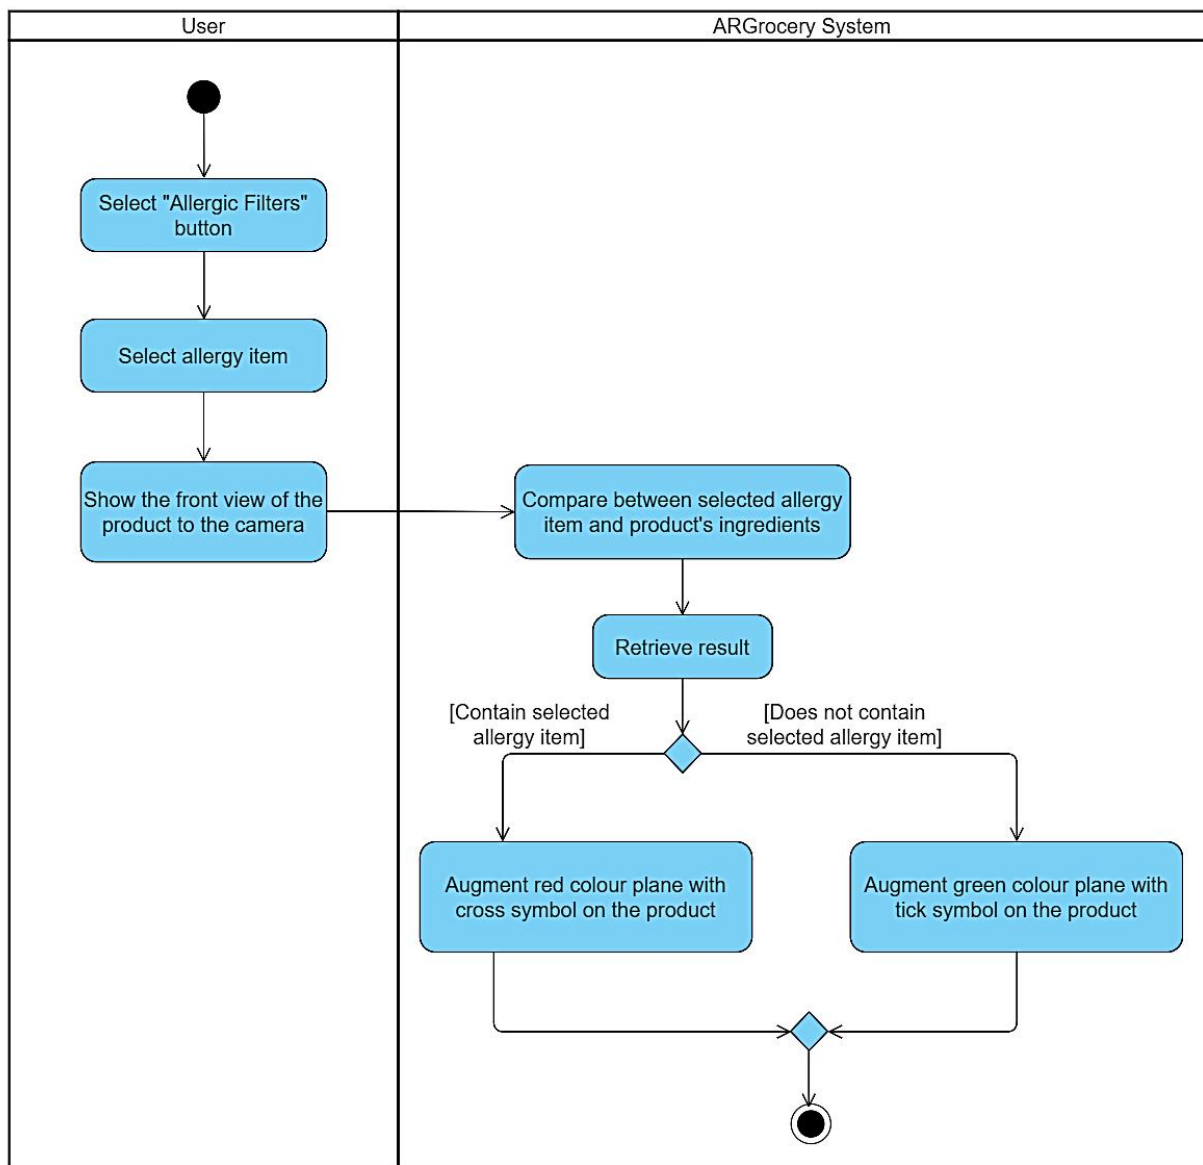 User
ARGrocery System
Select "Allergic Filters"
button
Select allergy item
Show the front view of the
product to the camera
Compare between selected allergy
item and product's ingredients
Retrieve result
[Contain selected
allergy item]
[Does not contain
selected allergy item]
Augment red colour plane with
cross symbol on the product
Augment green colour plane with
tick symbol on the product